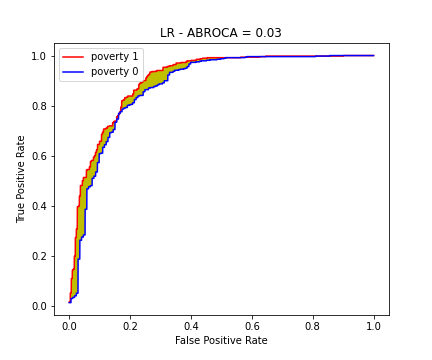 LR - ABROCA = 0.03
poverty 1
poverty 0
True Positive Rate
1.0
0.8
0.6
0.4
0.2
0.0
0.0 0.2 0.4 0.6 0.8 1.0
False Positive Rate